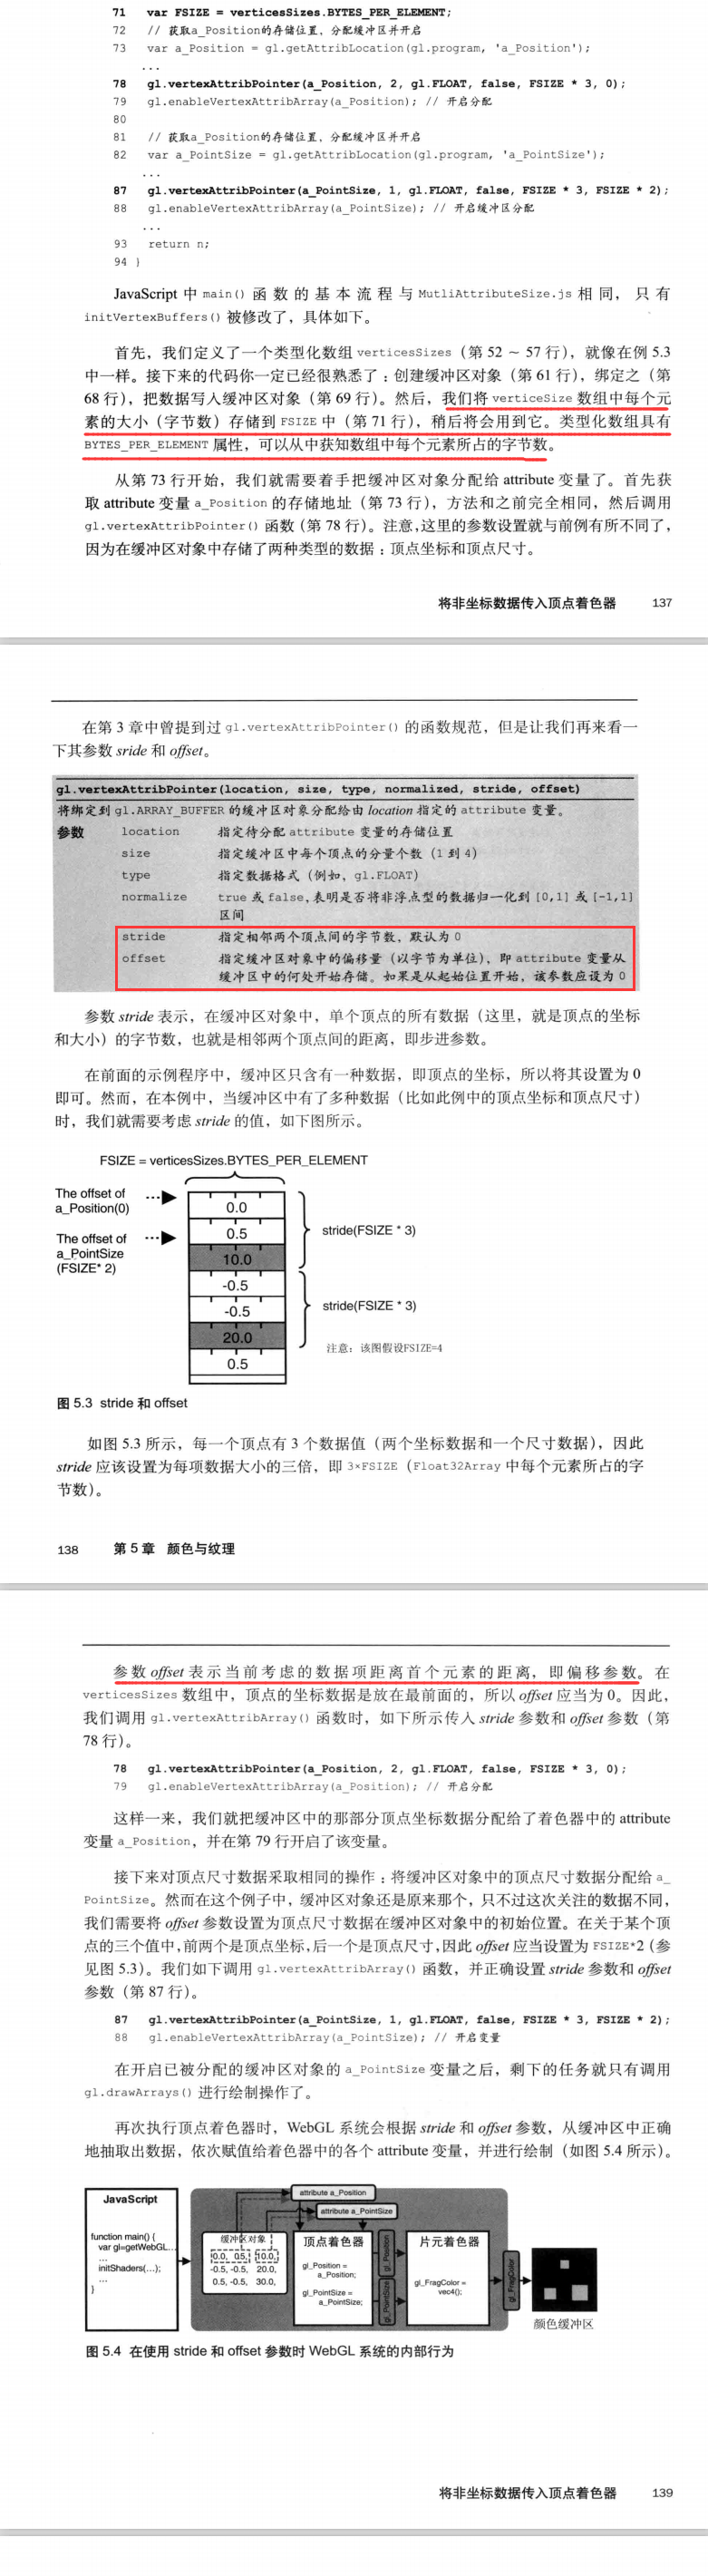 71 var FSIZE = verticesSizes.BYTES_PER_ELEMENT;
72 // 获取a_Position的存储位置，分配缓冲区并开启
73 var a_Position = gl.getAttribLocation(gl.program, 'a_Position');
...
78 gl.vertexAttribPointer(a_Position, 2, gl.FLOAT, false, FSIZE * 3, 0);
79 gl.enableVertexAttribArray(a_Position); // 开启分配
80
81 // 获取a_Position的存储位置，分配缓冲区并开启
82 var a_PointSize = gl.getAttribLocation(gl.program, 'a_PointSize');
...
87 gl.vertexAttribPointer(a_PointSize, 1, gl.FLOAT, false, FSIZE * 3, FSIZE * 2);
88 gl.enableVertexAttribArray(a_PointSize); // 开启缓冲区分配
...
93 return n;
94 }
JavaScript 中 main() 函数的基本流程与 MutliAttributeSize.js 相同，只有
initVertexBuffers() 被修改了，具体如下。
首先，我们定义了一个类型化数组 verticesSizes（第 52 ～ 57 行），就像在例 5.3
中一样。接下来的代码你一定已经很熟悉了：创建缓冲区对象（第 61 行），绑定之（第
68 行），把数据写入缓冲区对象（第 69 行）。然后，我们将 verticeSize 数组中每个元
素的大小（字节数）存储到 FSIZE 中（第 71 行），稍后将会用到它。类型化数组具有
BYTES_PER_ELEMENT 属性，可以从中获知数组中每个元素所占的字节数。
从第 73 行开始，我们就需要着手把缓冲区对象分配给 attribute 变量了。首先获
取 attribute 变量 a_Position 的存储地址（第 73 行），方法和之前完全相同，然后调用
gl.vertexAttribPointer() 函数（第 78 行）。注意，这里的参数设置就与前例有所不同了，
因为在缓冲区对象中存储了两种类型的数据：顶点坐标和顶点尺寸。
将非坐标数据传入顶点着色器 137
在第 3 章中曾提到过 gl.vertexAttribPointer() 的函数规范，但是让我们再来看一
下其参数 sride 和 offset。
gl.vertexAttribPointer(location, size, type, normalized, stride, offset)
将绑定到 gl.ARRAY_BUFFER 的缓冲区对象分配给由 location 指定的 attribute 变量。
参数 location 指定待分配 attribute 变量的存储位置
size 指定缓冲区中每个顶点的分量个数（1 到 4）
type 指定数据格式（例如，gl.FLOAT）
normalize true 或 false，表明是否将非浮点型的数据归一化到 [0,1] 或 [-1,1]
区间
stride 指定相邻两个顶点间的字节数，默认为 0
offset 指定缓冲区对象中的偏移量（以字节为单位），即 attribute 变量从
缓冲区中的何处开始存储。如果是从起始位置开始，该参数应设为 0
参数 stride 表示，在缓冲区对象中，单个顶点的所有数据（这里，就是顶点的坐标
和大小）的字节数，也就是相邻两个顶点间的距离，即步进参数。
在前面的示例程序中，缓冲区只含有一种数据，即顶点的坐标，所以将其设置为 0
即可。然而，在本例中，当缓冲区中有了多种数据（比如此例中的顶点坐标和顶点尺寸）
时，我们就需要考虑 stride 的值，如下图所示。
FSIZE = verticesSizes.BYTES_PER_ELEMENT
The offset of
a_Position(0)
The offset of
a_PointSize
(FSIZE* 2)
0.0
0.5
10.0
-0.5
-0.5
20.0
0.5
stride(FSIZE * 3)
stride(FSIZE * 3)
注意：该图假设FSIZE=4
图 5.3 stride 和 offset
如图 5.3 所示，每一个顶点有 3 个数据值（两个坐标数据和一个尺寸数据），因此
stride 应该设置为每项数据大小的三倍，即 3×FSIZE（Float32Array 中每个元素所占的字
节数）。
138 第 5 章 颜色与纹理
参数 offset 表示当前考虑的数据项距离首个元素的距离，即偏移参数。在
verticesSizes 数组中，顶点的坐标数据是放在最前面的，所以 offset 应当为 0。因此，
我们调用 gl.vertexAttribArray() 函数时，如下所示传入 stride 参数和 offset 参数（第
78 行）。
78 gl.vertexAttribPointer(a_Position, 2, gl.FLOAT, false, FSIZE * 3, 0);
79 gl.enableVertexAttribArray(a_Position); // 开启分配
这样一来，我们就把缓冲区中的那部分顶点坐标数据分配给了着色器中的 attribute
变量 a_Position，并在第 79 行开启了该变量。
接下来对顶点尺寸数据采取相同的操作：将缓冲区对象中的顶点尺寸数据分配给 a_
PointSize。然而在这个例子中，缓冲区对象还是原来那个，只不过这次关注的数据不同，
我们需要将 offset 参数设置为顶点尺寸数据在缓冲区对象中的初始位置。在关于某个顶
点的三个值中，前两个是顶点坐标，后一个是顶点尺寸，因此 offset 应当设置为 FSIZE*2（参
见图 5.3）。我们如下调用 gl.vertexAttribArray() 函数，并正确设置 stride 参数和 offset
参数（第 87 行）。
87 gl.vertexAttribPointer(a_PointSize, 1, gl.FLOAT, false, FSIZE * 3, FSIZE * 2);
88 gl.enableVertexAttribArray(a_PointSize); // 开启变量
在开启已被分配的缓冲区对象的 a_PointSize 变量之后，剩下的任务就只有调用
gl.drawArrays() 进行绘制操作了。
再次执行顶点着色器时，WebGL 系统会根据 stride 和 offset 参数，从缓冲区中正确
地抽取出数据，依次赋值给着色器中的各个 attribute 变量，并进行绘制（如图 5.4 所示）。
JavaScript
function main() {
var gl=getWebGL...
...
initShaders(...);
...
}
attribute a_Position
attribute a_PointSize
缓冲区对象
0.0, 0.5, 10.0,
-0.5, -0.5, 20.0,
0.5, -0.5, 30.0,
顶点着色器
gl_Position =
a_Position;
gl_PointSize =
a_PointSize;
gl_Position
gl_PointSize
片元着色器
gl_FragColor =
vec4();
gl_FragColor
颜色缓冲区
图 5.4 在使用 stride 和 offset 参数时 WebGL 系统的内部行为
将非坐标数据传入顶点着色器 139